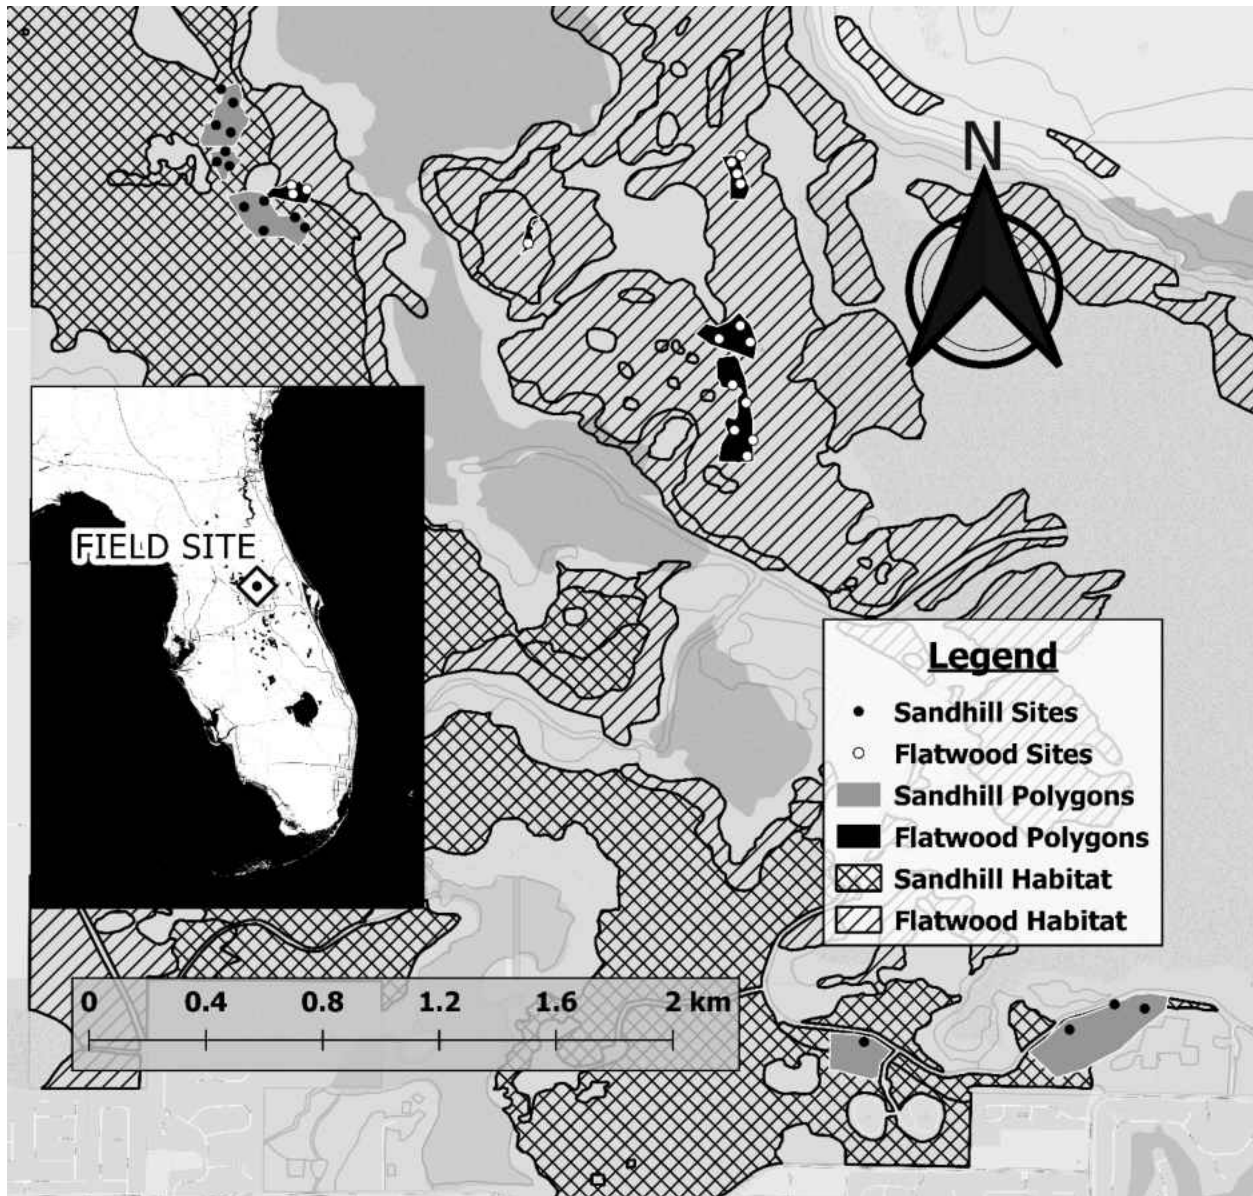 N
FIELD SITE
Legend
Sandhill Sites
Flatwood Sites
Sandhill Polygons
Flatwood Polygons
Sandhill Habitat
Flatwood Habitat
0 0.4 0.8 1.2 1.6 2 km